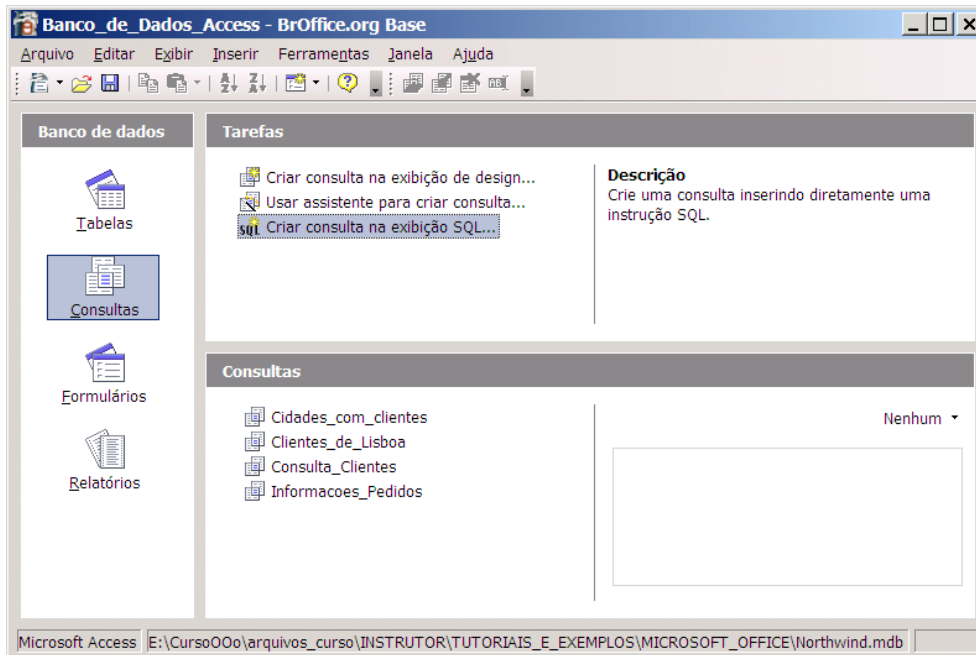 Banco_de_Dados_Access - BrOffice.org Base
Arquivo Editar Exibir Inserir Ferramentas Janela Ajuda
Banco de dados
Tabelas
Consultas
Formulários
Relatórios
Tarefas
Criar consulta na exibição de design...
Usar assistente para criar consulta...
SQL Criar consulta na exibição SQL...
Descrição
Crie uma consulta inserindo diretamente uma
instrução SQL.
Consultas
Cidades_com_clientes
Clientes_de_Lisboa
Consulta_Clientes
Informacoes_Pedidos
Nenhum
Microsoft Access E:\CursoOOo\arquivos_curso\INSTRUTOR\TUTORIAIS_E_EXEMPLOS\MICROSOFT_OFFICE\Northwind.mdb